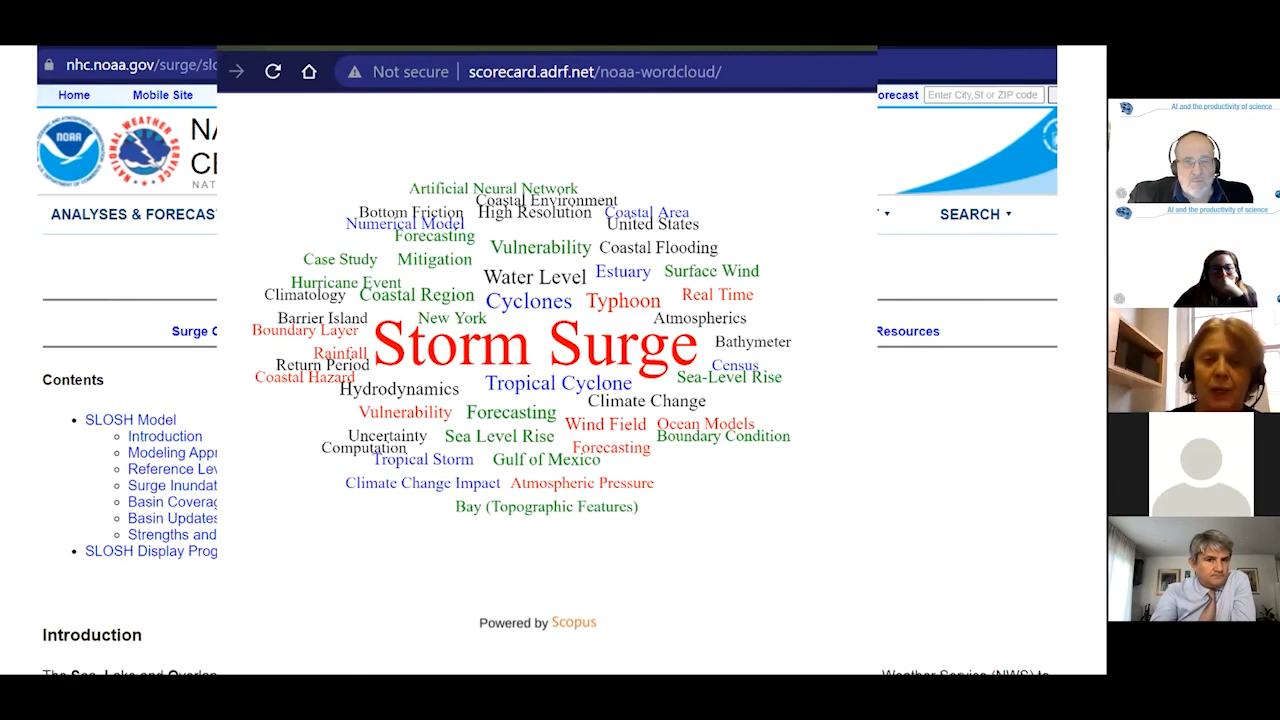 nhc.noaa.gov/surge/slo
Not secure | scorecard.adrf.net/noaa-wordcloud/
Home
Mobile Site
orecast
Enter City,St or ZIP code
NOAA
NATIONAL WEATHER SERVICE
NA
CE
NAT
ANALYSES & FORECAS
SEARCH
Artificial Neural Network
Coastal Environment
Bottom Friction
High Resolution
Coastal Area
Numerical Model
United States
Forecasting
Vulnerability
Coastal Flooding
Case Study
Mitigation
Water Level
Estuary
Surface Wind
Hurricane Event
Climatology
Coastal Region
Cyclones
Typhoon
Real Time
Barrier Island
New York
Atmospherics
Boundary Layer
Storm Surge
Bathymeter
Rainfall
Return Period
Census
Coastal Hazard
Hydrodynamics
Tropical Cyclone
Sea-Level Rise
Climate Change
Vulnerability
Forecasting
Wind Field
Ocean Models
Uncertainty
Sea Level Rise
Boundary Condition
Computation
Forecasting
Tropical Storm
Gulf of Mexico
Climate Change Impact
Atmospheric Pressure
Bay (Topographic Features)
Powered by Scopus
Surge
Resources
Contents
SLOSH Model
Introduction
Modeling Appr
Reference Lev
Surge Inundat
Basin Coverag
Basin Updates
Strengths and
SLOSH Display Prog
Introduction
AI and the productivity of science
AI and the productivity of science